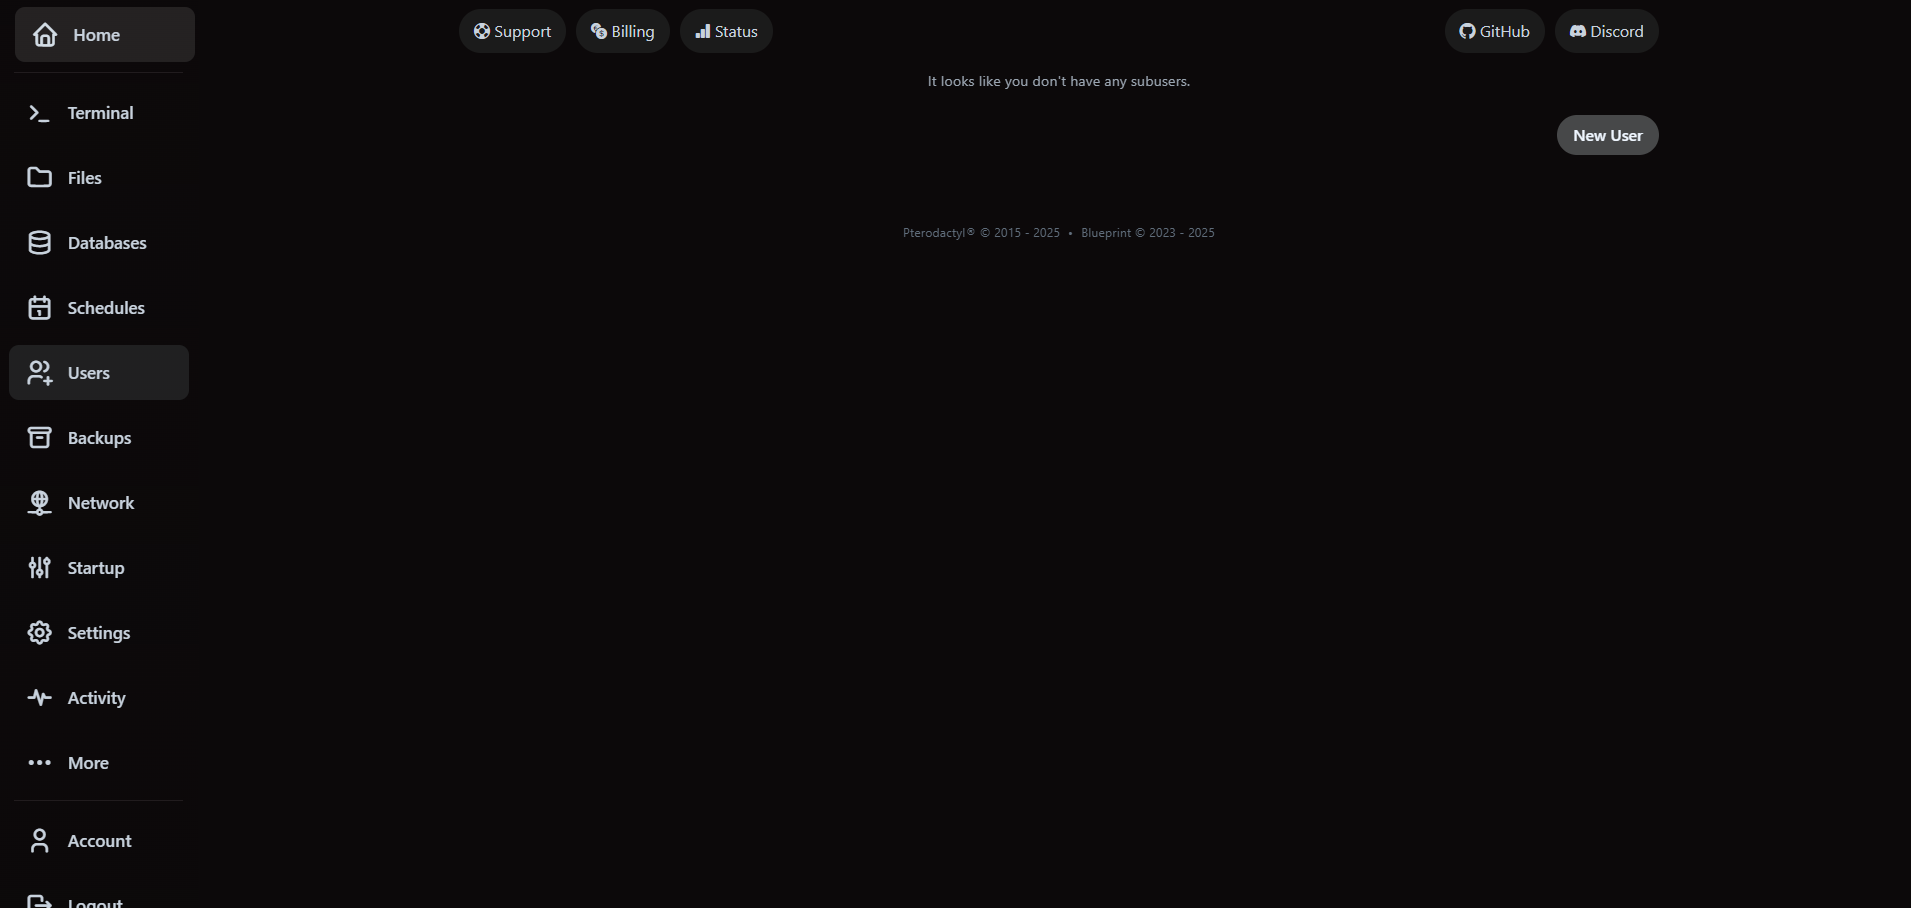 Home
Terminal
Files
Databases
Schedules
Users
Backups
Network
Startup
Settings
Activity
More
Account
Logout
Support
Billing
Status
GitHub
Discord
It looks like you don't have any subusers.
New User
Pterodactyl® © 2015 - 2025 • Blueprint © 2023 - 2025